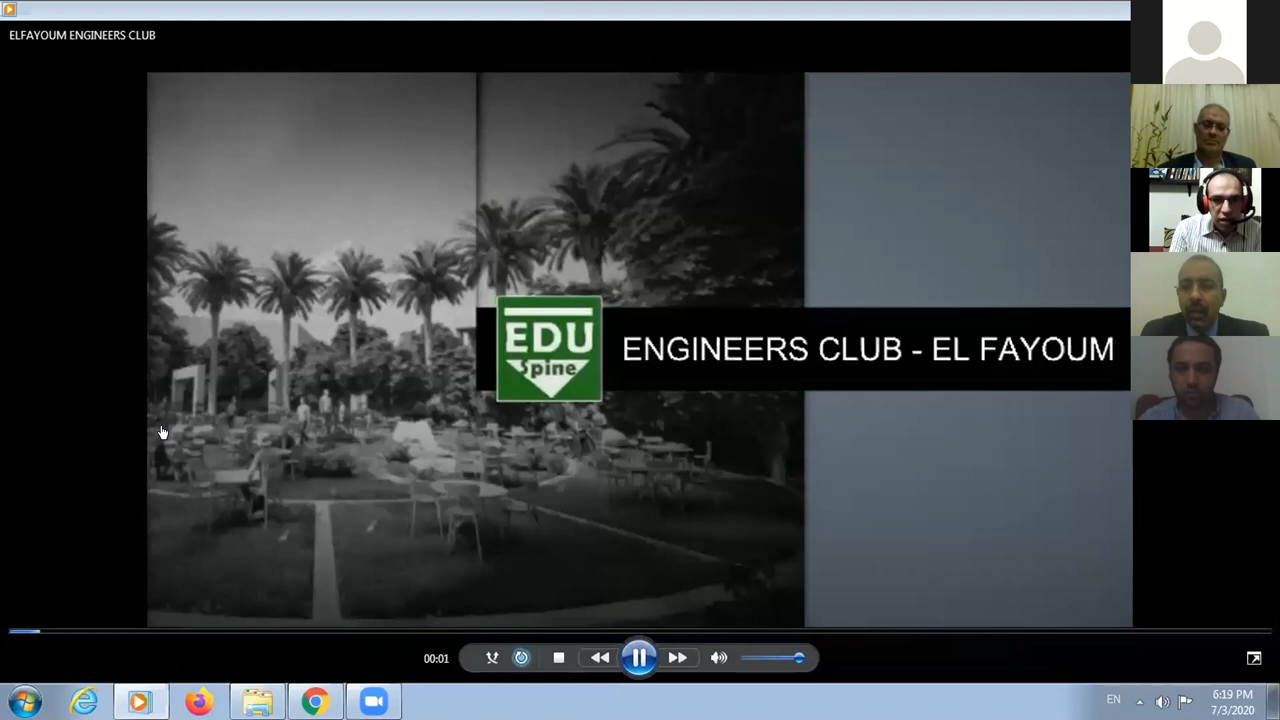 ELFAYOUM ENGINEERS CLUB
EDU
Spine
ENGINEERS CLUB - EL FAYOUM
00:01
EN
6:19 PM
7/3/2020